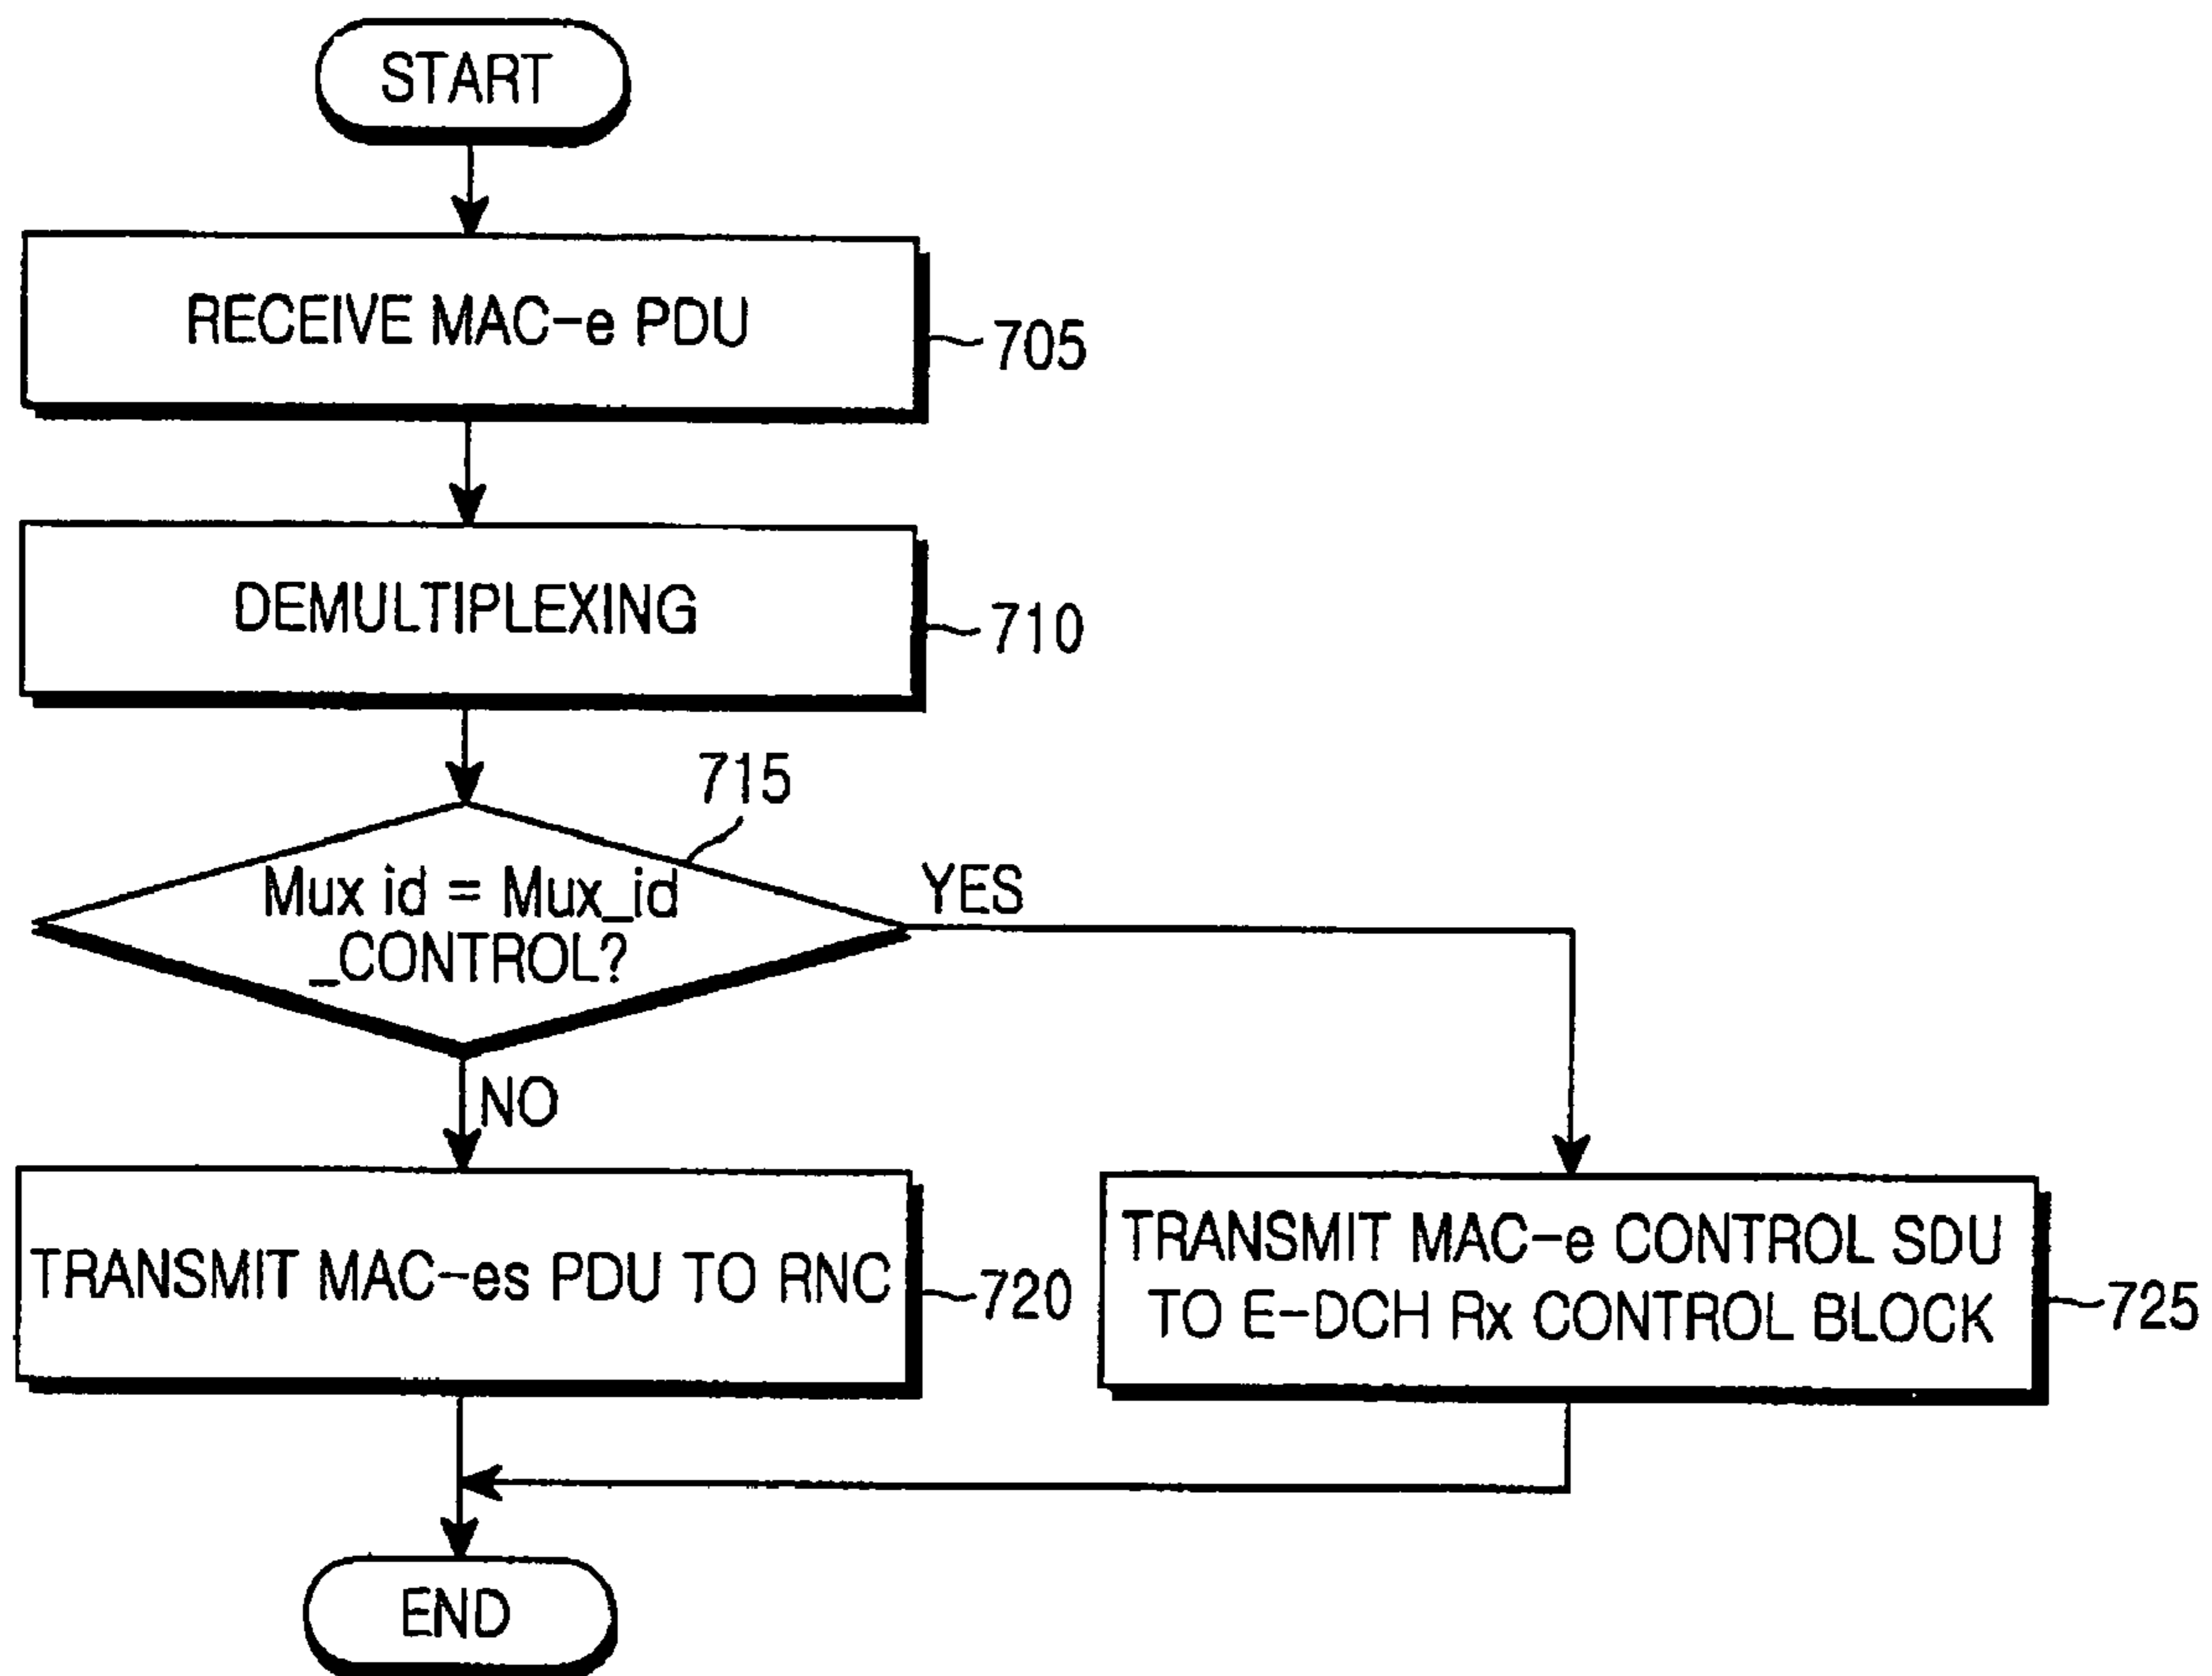 START
RECEIVE MAC-e PDU
705
DEMULTIPLEXING
710
715
Mux id = Mux_id
_CONTROL?
YES
NO
TRANSMIT MAC-es PDU TO RNC
720
TRANSMIT MAC-e CONTROL SDU
TO E-DCH Rx CONTROL BLOCK
725
END